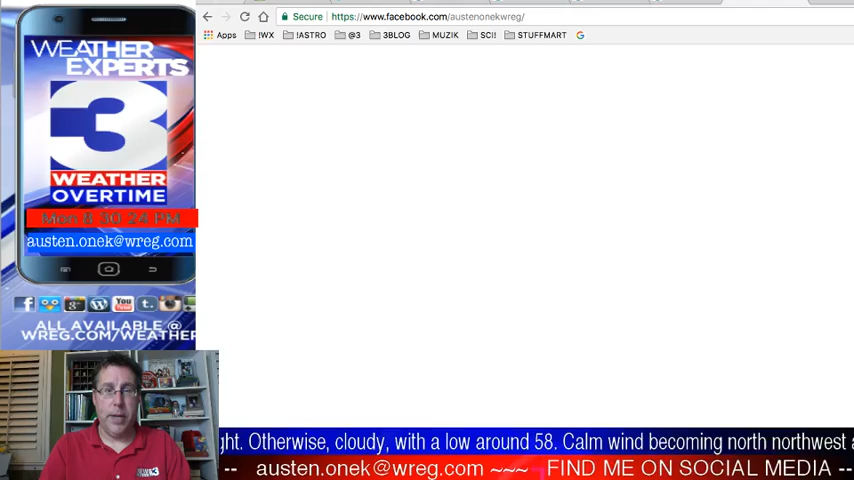 Secure | https://www.facebook.com/austenonekwreg/
Apps !WX !ASTRO @3 3BLOG MUZIK SCI! STUFFMART
WEATHER
EXPERTS
3
WEATHER
OVERTIME
Mon 8 30 24 PM
austen.onek@wreg.com
ALL AVAILABLE @
WREG.COM/WEATHER
ght. Otherwise, cloudy, with a low around 58. Calm wind becoming north northwest a
-- austen.onek@wreg.com ~~~ FIND ME ON SOCIAL MEDIA --